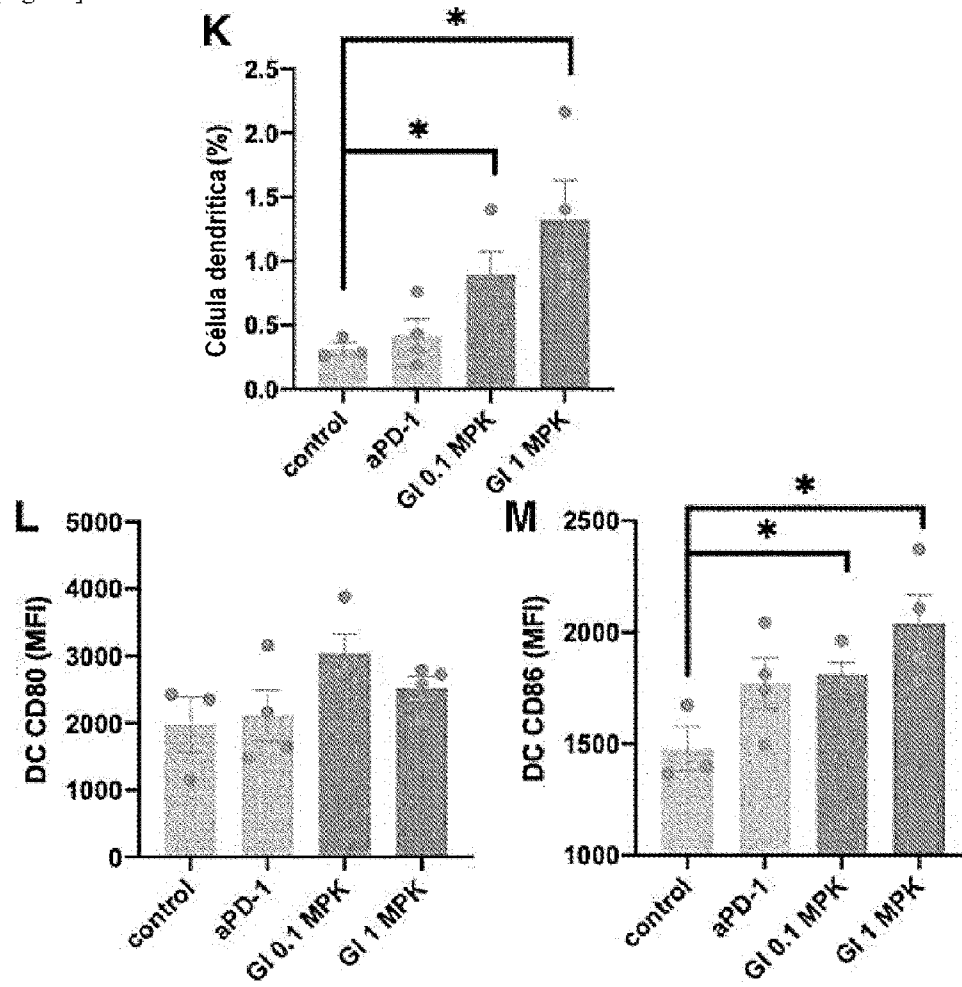 K
*
*
Célula dendrítica (%)
2.5
2.0
1.5
1.0
0.5
0.0
control
aPD-1
GI 0.1 MPK
GI 1 MPK
L
DC CD80 (MFI)
5000
4000
3000
2000
1000
0
control
aPD-1
GI 0.1 MPK
GI 1 MPK
M
*
*
DC CD86 (MFI)
2500
2000
1500
1000
control
aPD-1
GI 0.1 MPK
GI 1 MPK